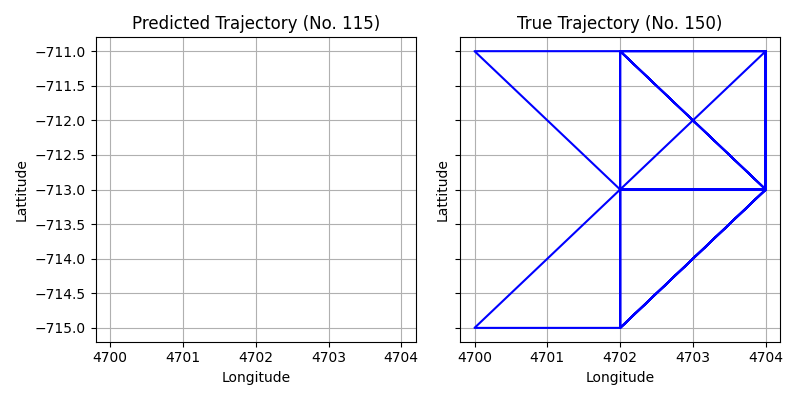 Predicted Trajectory (No. 115)
True Trajectory (No. 150)
−711.0
−711.5
−712.0
−712.5
−713.0
−713.5
−714.0
−714.5
−715.0
Lattitude
Lattitude
4700 4701 4702 4703 4704
4700 4701 4702 4703 4704
Longitude
Longitude